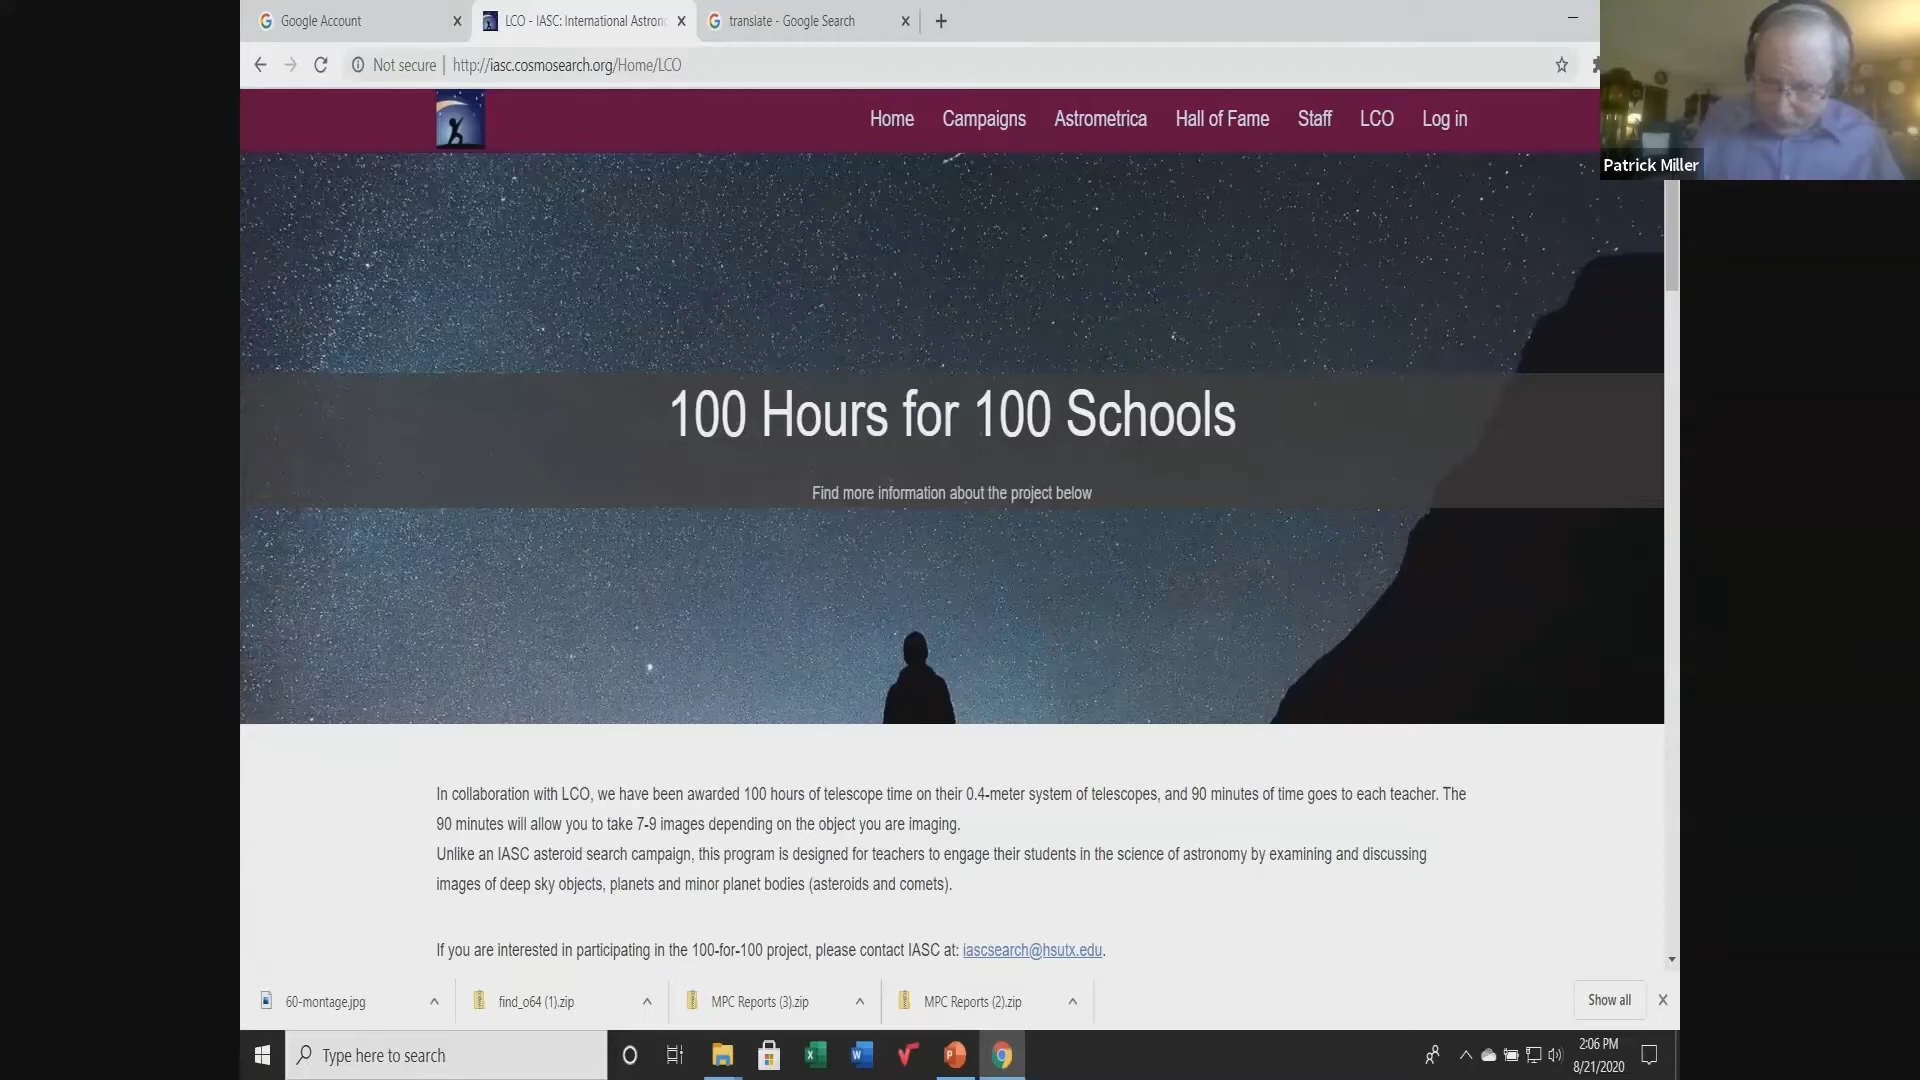 Google Account
LCO - IASC: International Astron
translate - Google Search
Not secure | http://iasc.cosmosearch.org/Home/LCO
Home Campaigns Astrometrica Hall of Fame Staff LCO Log in
Patrick Miller
100 Hours for 100 Schools
Find more information about the project below
In collaboration with LCO, we have been awarded 100 hours of telescope time on their 0.4-meter system of telescopes, and 90 minutes of time goes to each teacher. The
90 minutes will allow you to take 7-9 images depending on the object you are imaging.
Unlike an IASC asteroid search campaign, this program is designed for teachers to engage their students in the science of astronomy by examining and discussing
images of deep sky objects, planets and minor planet bodies (asteroids and comets).
If you are interested in participating in the 100-for-100 project, please contact IASC at: iascsearch@hsutx.edu.
60-montage.jpg
find_o64 (1).zip
MPC Reports (3).zip
MPC Reports (2).zip
Show all
Type here to search
2:06 PM
8/21/2020